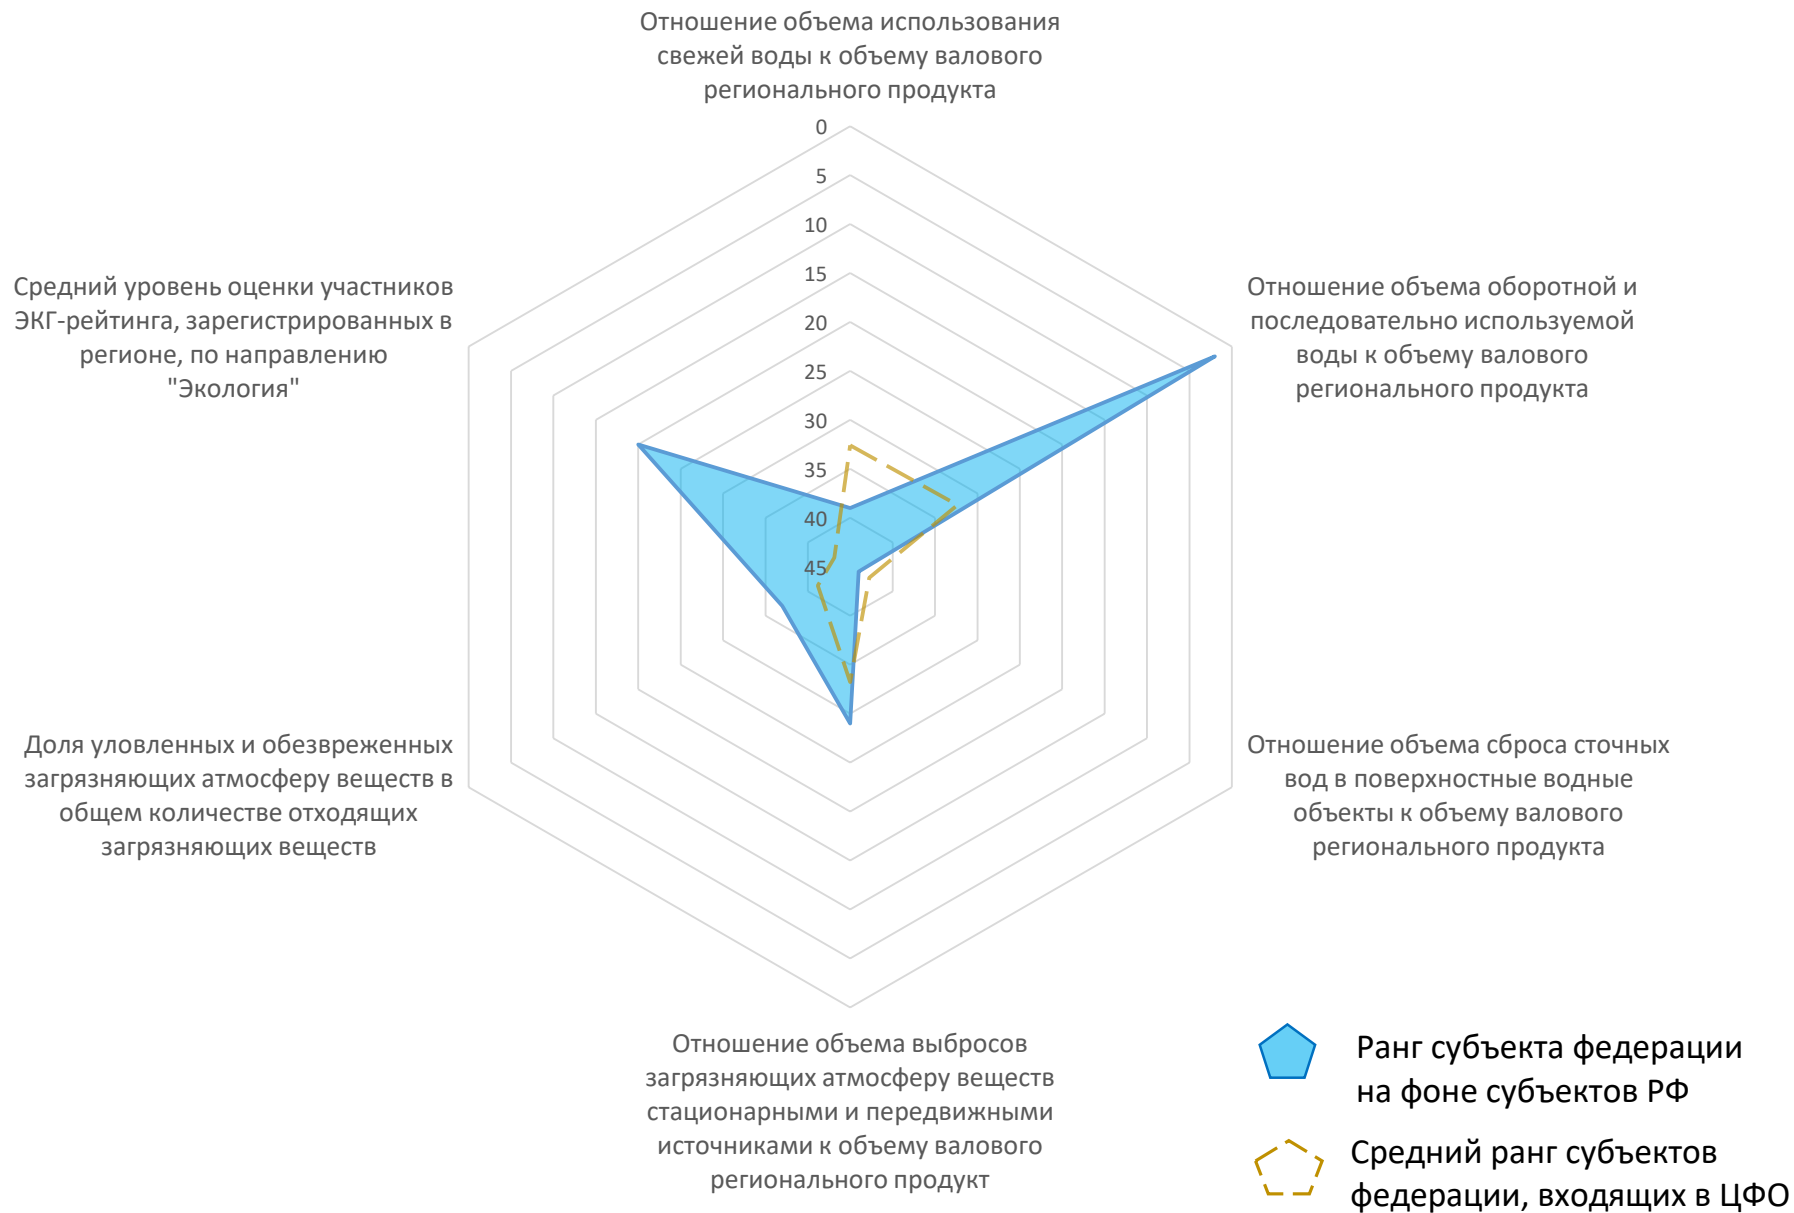 Отношение объема использования
свежей воды к объему валового
регионального продукта
0
5
10
15
20
25
30
35
40
45
Отношение объема оборотной и
последовательно используемой
воды к объему валового
регионального продукта
Отношение объема сброса сточных
вод в поверхностные водные
объекты к объему валового
регионального продукта
Отношение объема выбросов
загрязняющих атмосферу веществ
стационарными и передвижными
источниками к объему валового
регионального продукт
Доля уловленных и обезвреженных
загрязняющих атмосферу веществ в
общем количестве отходящих
загрязняющих веществ
Средний уровень оценки участников
ЭКГ-рейтинга, зарегистрированных в
регионе, по направлению
"Экология"
Ранг субъекта федерации
на фоне субъектов РФ
Средний ранг субъектов
федерации, входящих в ЦФО